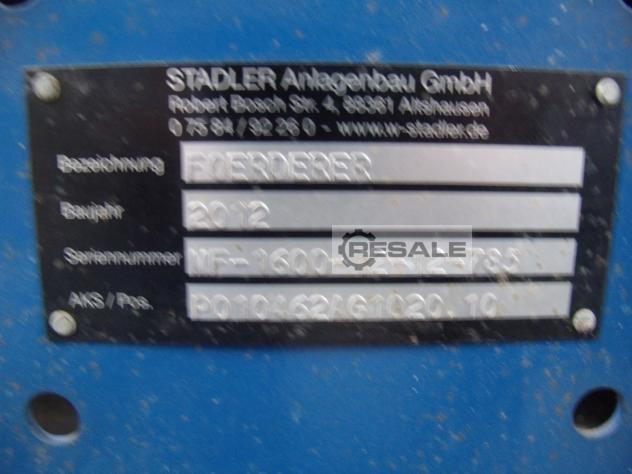 STADLER Anlagenbau GmbH
Robert Bosch Str. 4, 88361 Altshausen
0 75 84 / 92 26 0 - www.w-stadler.de
Bezeichnung FOERDERER
Baujahr 2012
Seriennummer
RESALE
AKS / Pos. P010462AG1020.10